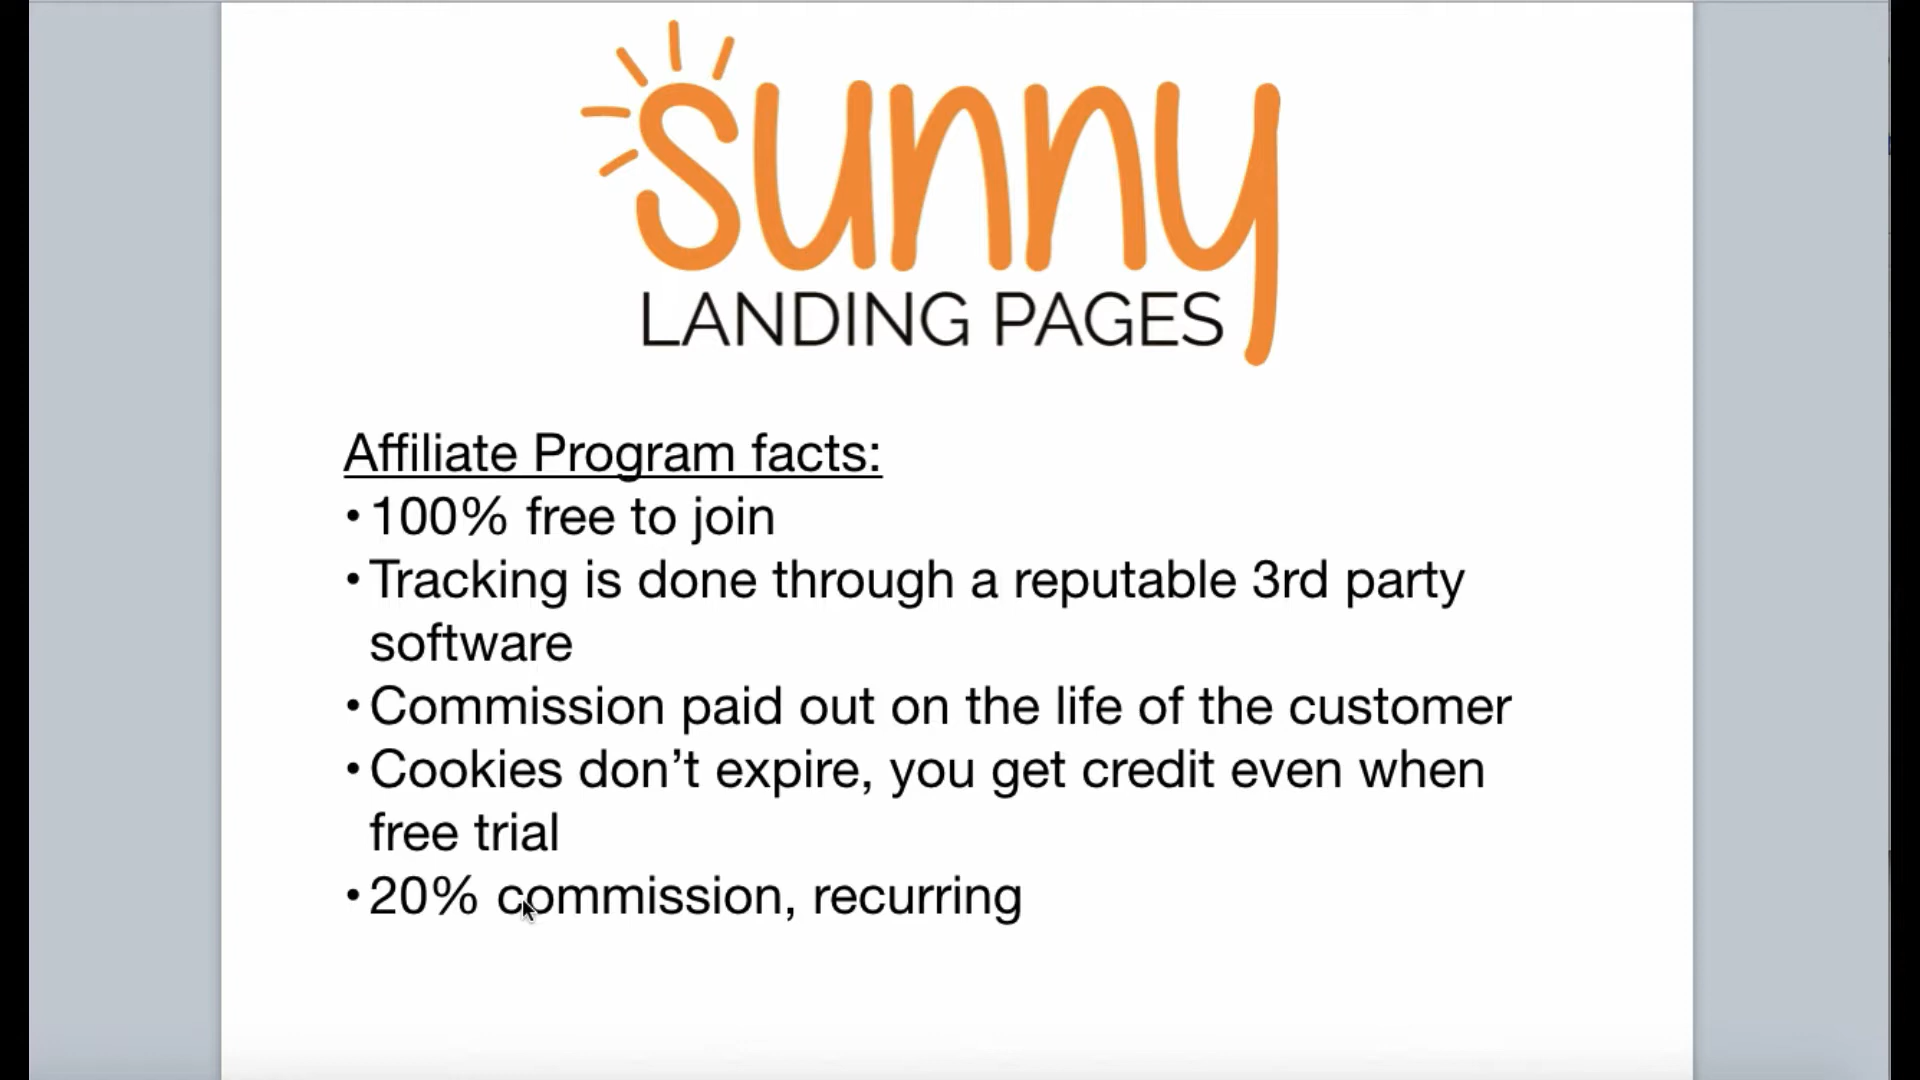 sunny
LANDING PAGES
Affiliate Program facts:
•100% free to join
•Tracking is done through a reputable 3rd party
software
•Commission paid out on the life of the customer
•Cookies don’t expire, you get credit even when
free trial
•20% commission, recurring